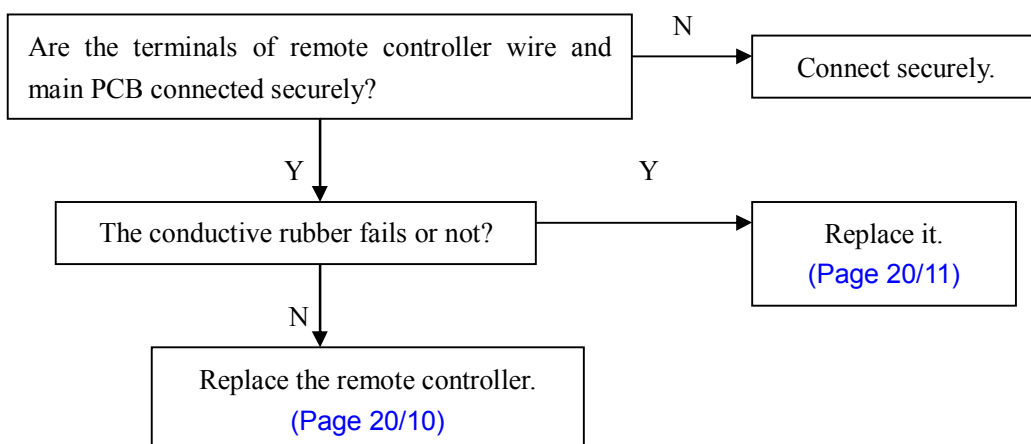 Are the terminals of remote controller wire and
main PCB connected securely?
N
Connect securely.
Y
Y
The conductive rubber fails or not?
Replace it.
(Page 20/11)
N
Replace the remote controller.
(Page 20/10)